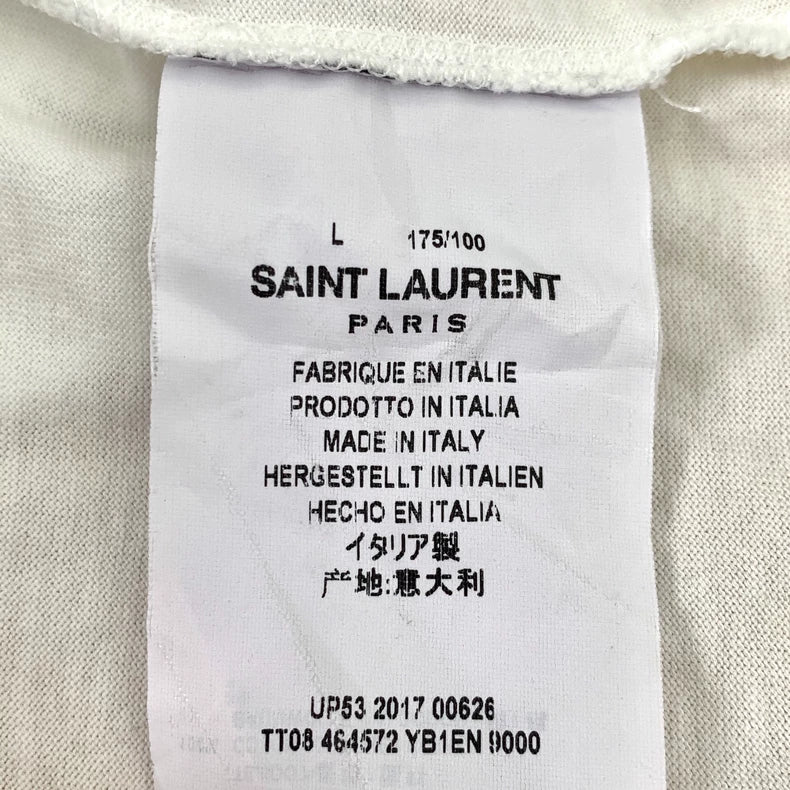 L 175/100
SAINT LAURENT
PARIS
FABRIQUE EN ITALIE
PRODOTTO IN ITALIA
MADE IN ITALY
HERGESTELLT IN ITALIEN
HECHO EN ITALIA
イタリア製
产地:意大利
UP53 2017 00626
TT08 464572 YB1EN 9000